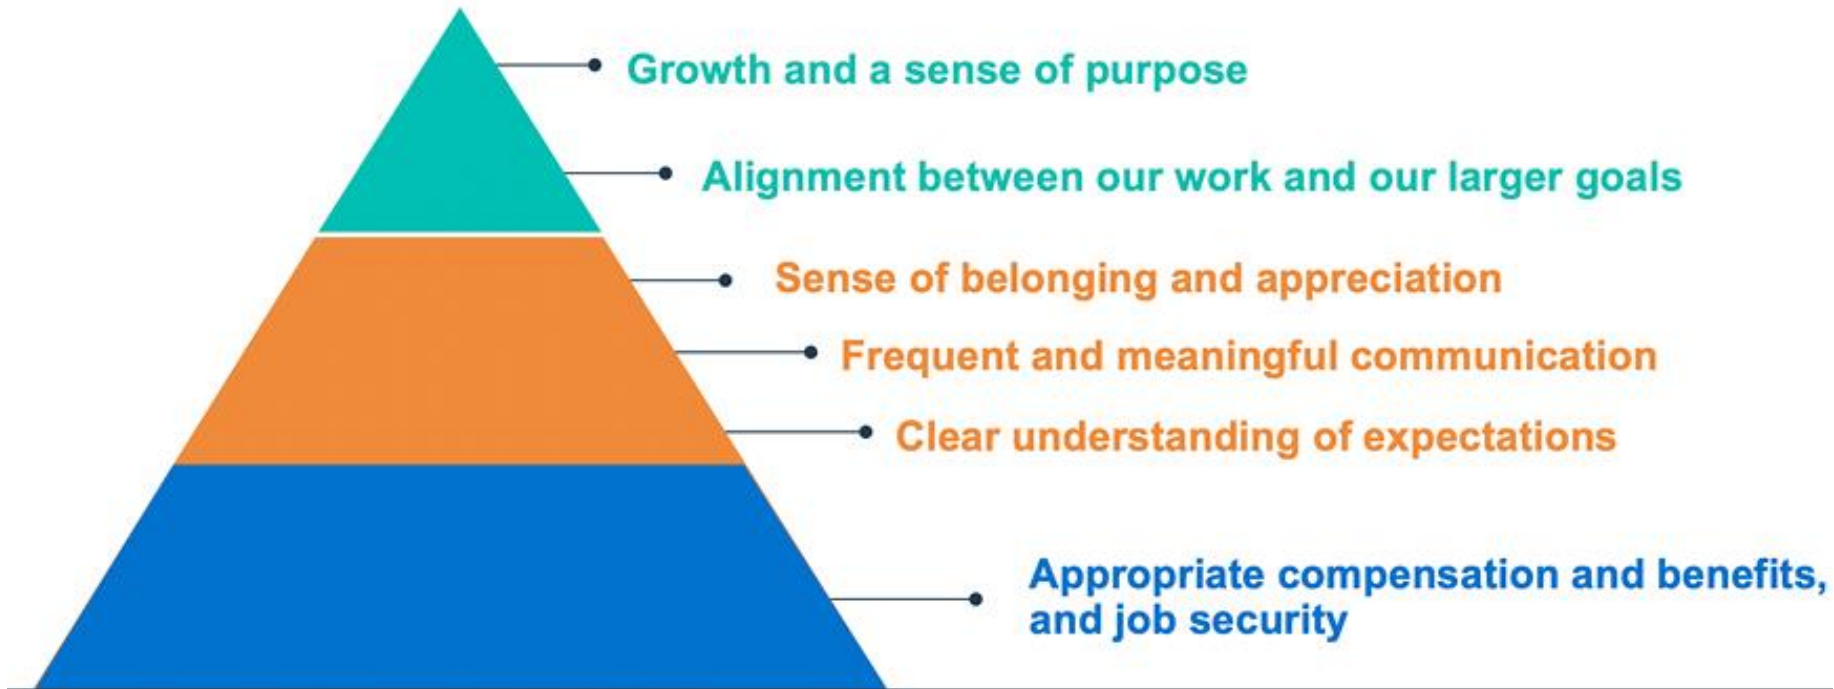 Growth and a sense of purpose
Alignment between our work and our larger goals
Sense of belonging and appreciation
Frequent and meaningful communication
Clear understanding of expectations
Appropriate compensation and benefits,
and job security